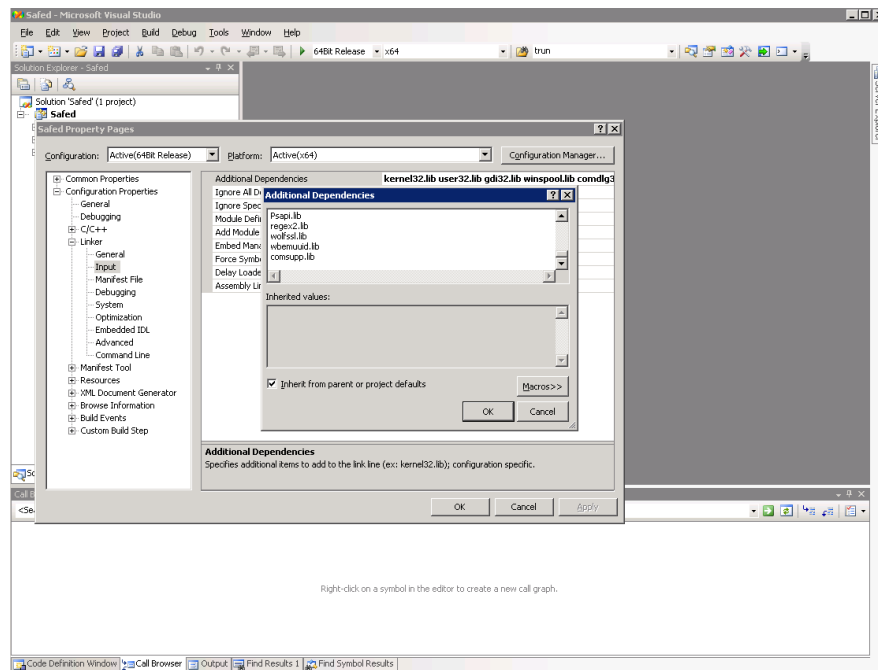 Safed - Microsoft Visual Studio
File Edit View Project Build Debug Tools Window Help
64Bit Release x64 trun
Solution Explorer - Safed
Solution 'Safed' (1 project)
Safed
Safed Property Pages
Configuration: Active(64Bit Release) Platform: Active(x64) Configuration Manager...
Common Properties
Configuration Properties
General
Debugging
C/C++
Linker
General
Input
Manifest File
Debugging
System
Optimization
Embedded IDL
Advanced
Command Line
Manifest Tool
Resources
XML Document Generator
Browse Information
Build Events
Custom Build Step
Additional Dependencies kernel32.lib user32.lib gdi32.lib winspool.lib comdlg3
Ignore All D
Ignore Spec
Module Defi
Add Module
Embed Mana
Force Symb
Delay Loade
Assembly Lin
Additional Dependencies
Psapi.lib
regex2.lib
wolfssl.lib
wbemuuid.lib
comsupp.lib
Inherited values:
Inherit from parent or project defaults
Macros>>
OK Cancel
Additional Dependencies
Specifies additional items to add to the link line (ex: kernel32.lib); configuration specific.
OK Cancel Apply
Call B
<Sea
Right-click on a symbol in the editor to create a new call graph.
Code Definition Window Call Browser Output Find Results 1 Find Symbol Results